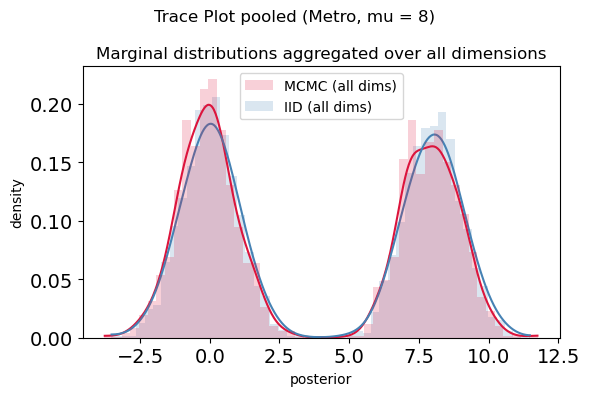 Trace Plot pooled (Metro, mu = 8)
Marginal distributions aggregated over all dimensions
MCMC (all dims)
IID (all dims)
density
0.20
0.15
0.10
0.05
0.00
−2.5 0.0 2.5 5.0 7.5 10.0 12.5
posterior